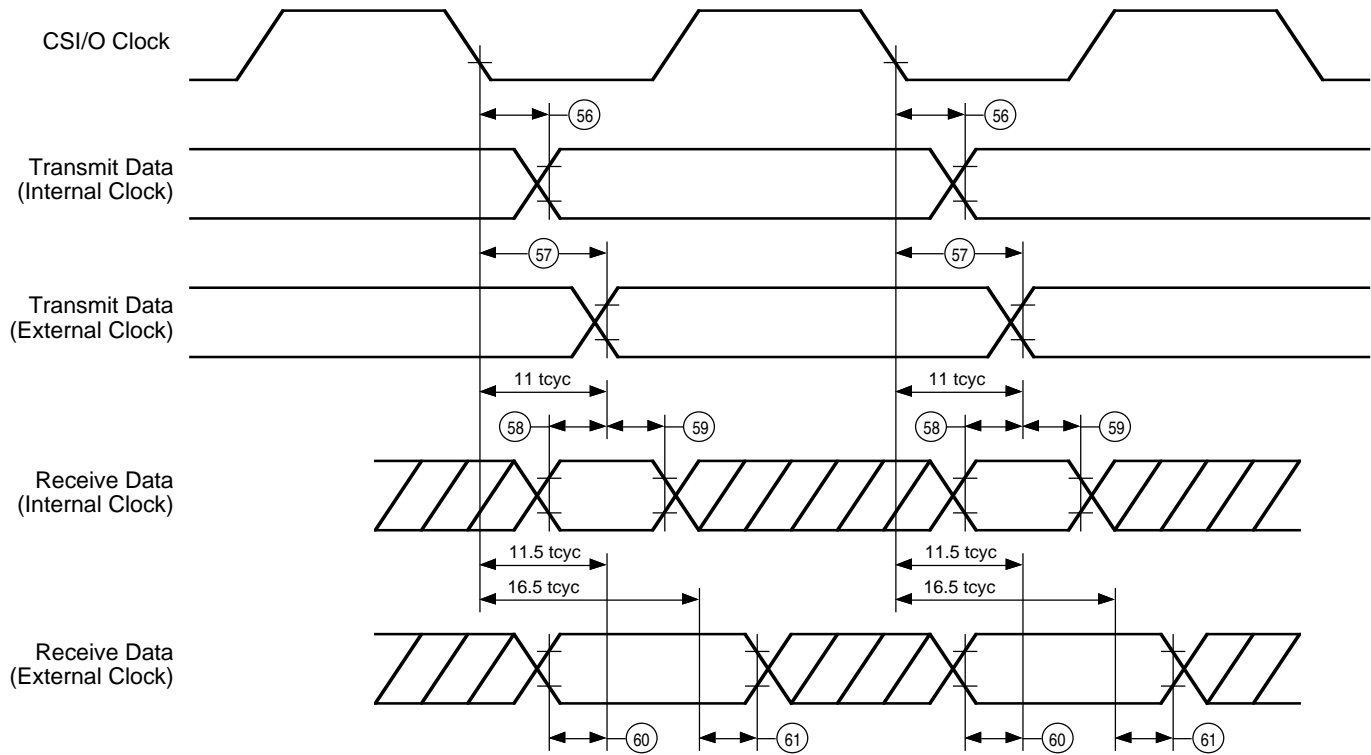 CSI/O Clock
56
56
Transmit Data
(Internal Clock)
57
57
Transmit Data
(External Clock)
11 tcyc
11 tcyc
58
59
58
59
Receive Data
(Internal Clock)
11.5 tcyc
11.5 tcyc
16.5 tcyc
16.5 tcyc
Receive Data
(External Clock)
60
61
60
61